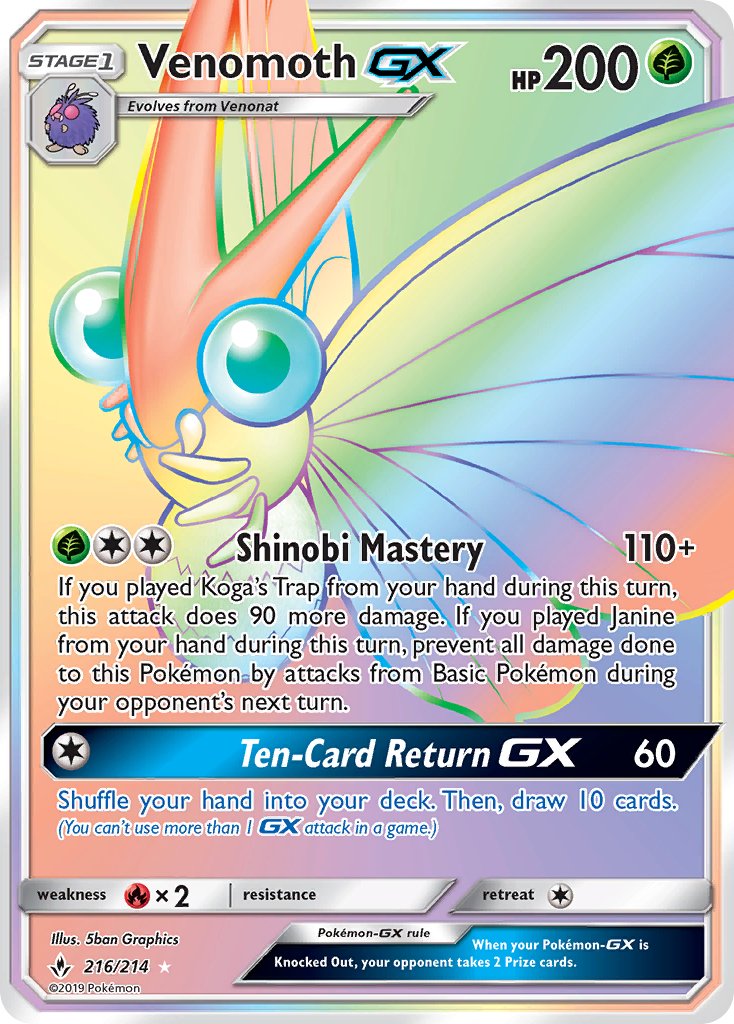 STAGE 1 Venomoth GX HP 200
Evolves from Venonat
Shinobi Mastery 110+
If you played Koga's Trap from your hand during this turn,
this attack does 90 more damage. If you played Janine
from your hand during this turn, prevent all damage done
to this Pokémon by attacks from Basic Pokémon during
your opponent's next turn.
Ten-Card Return GX 60
Shuffle your hand into your deck. Then, draw 10 cards.
(You can't use more than 1 GX attack in a game.)
weakness ×2 resistance retreat
Illus. 5ban Graphics
216/214
©2019 Pokémon
Pokémon-GX rule
When your Pokémon-GX is
Knocked Out, your opponent takes 2 Prize cards.